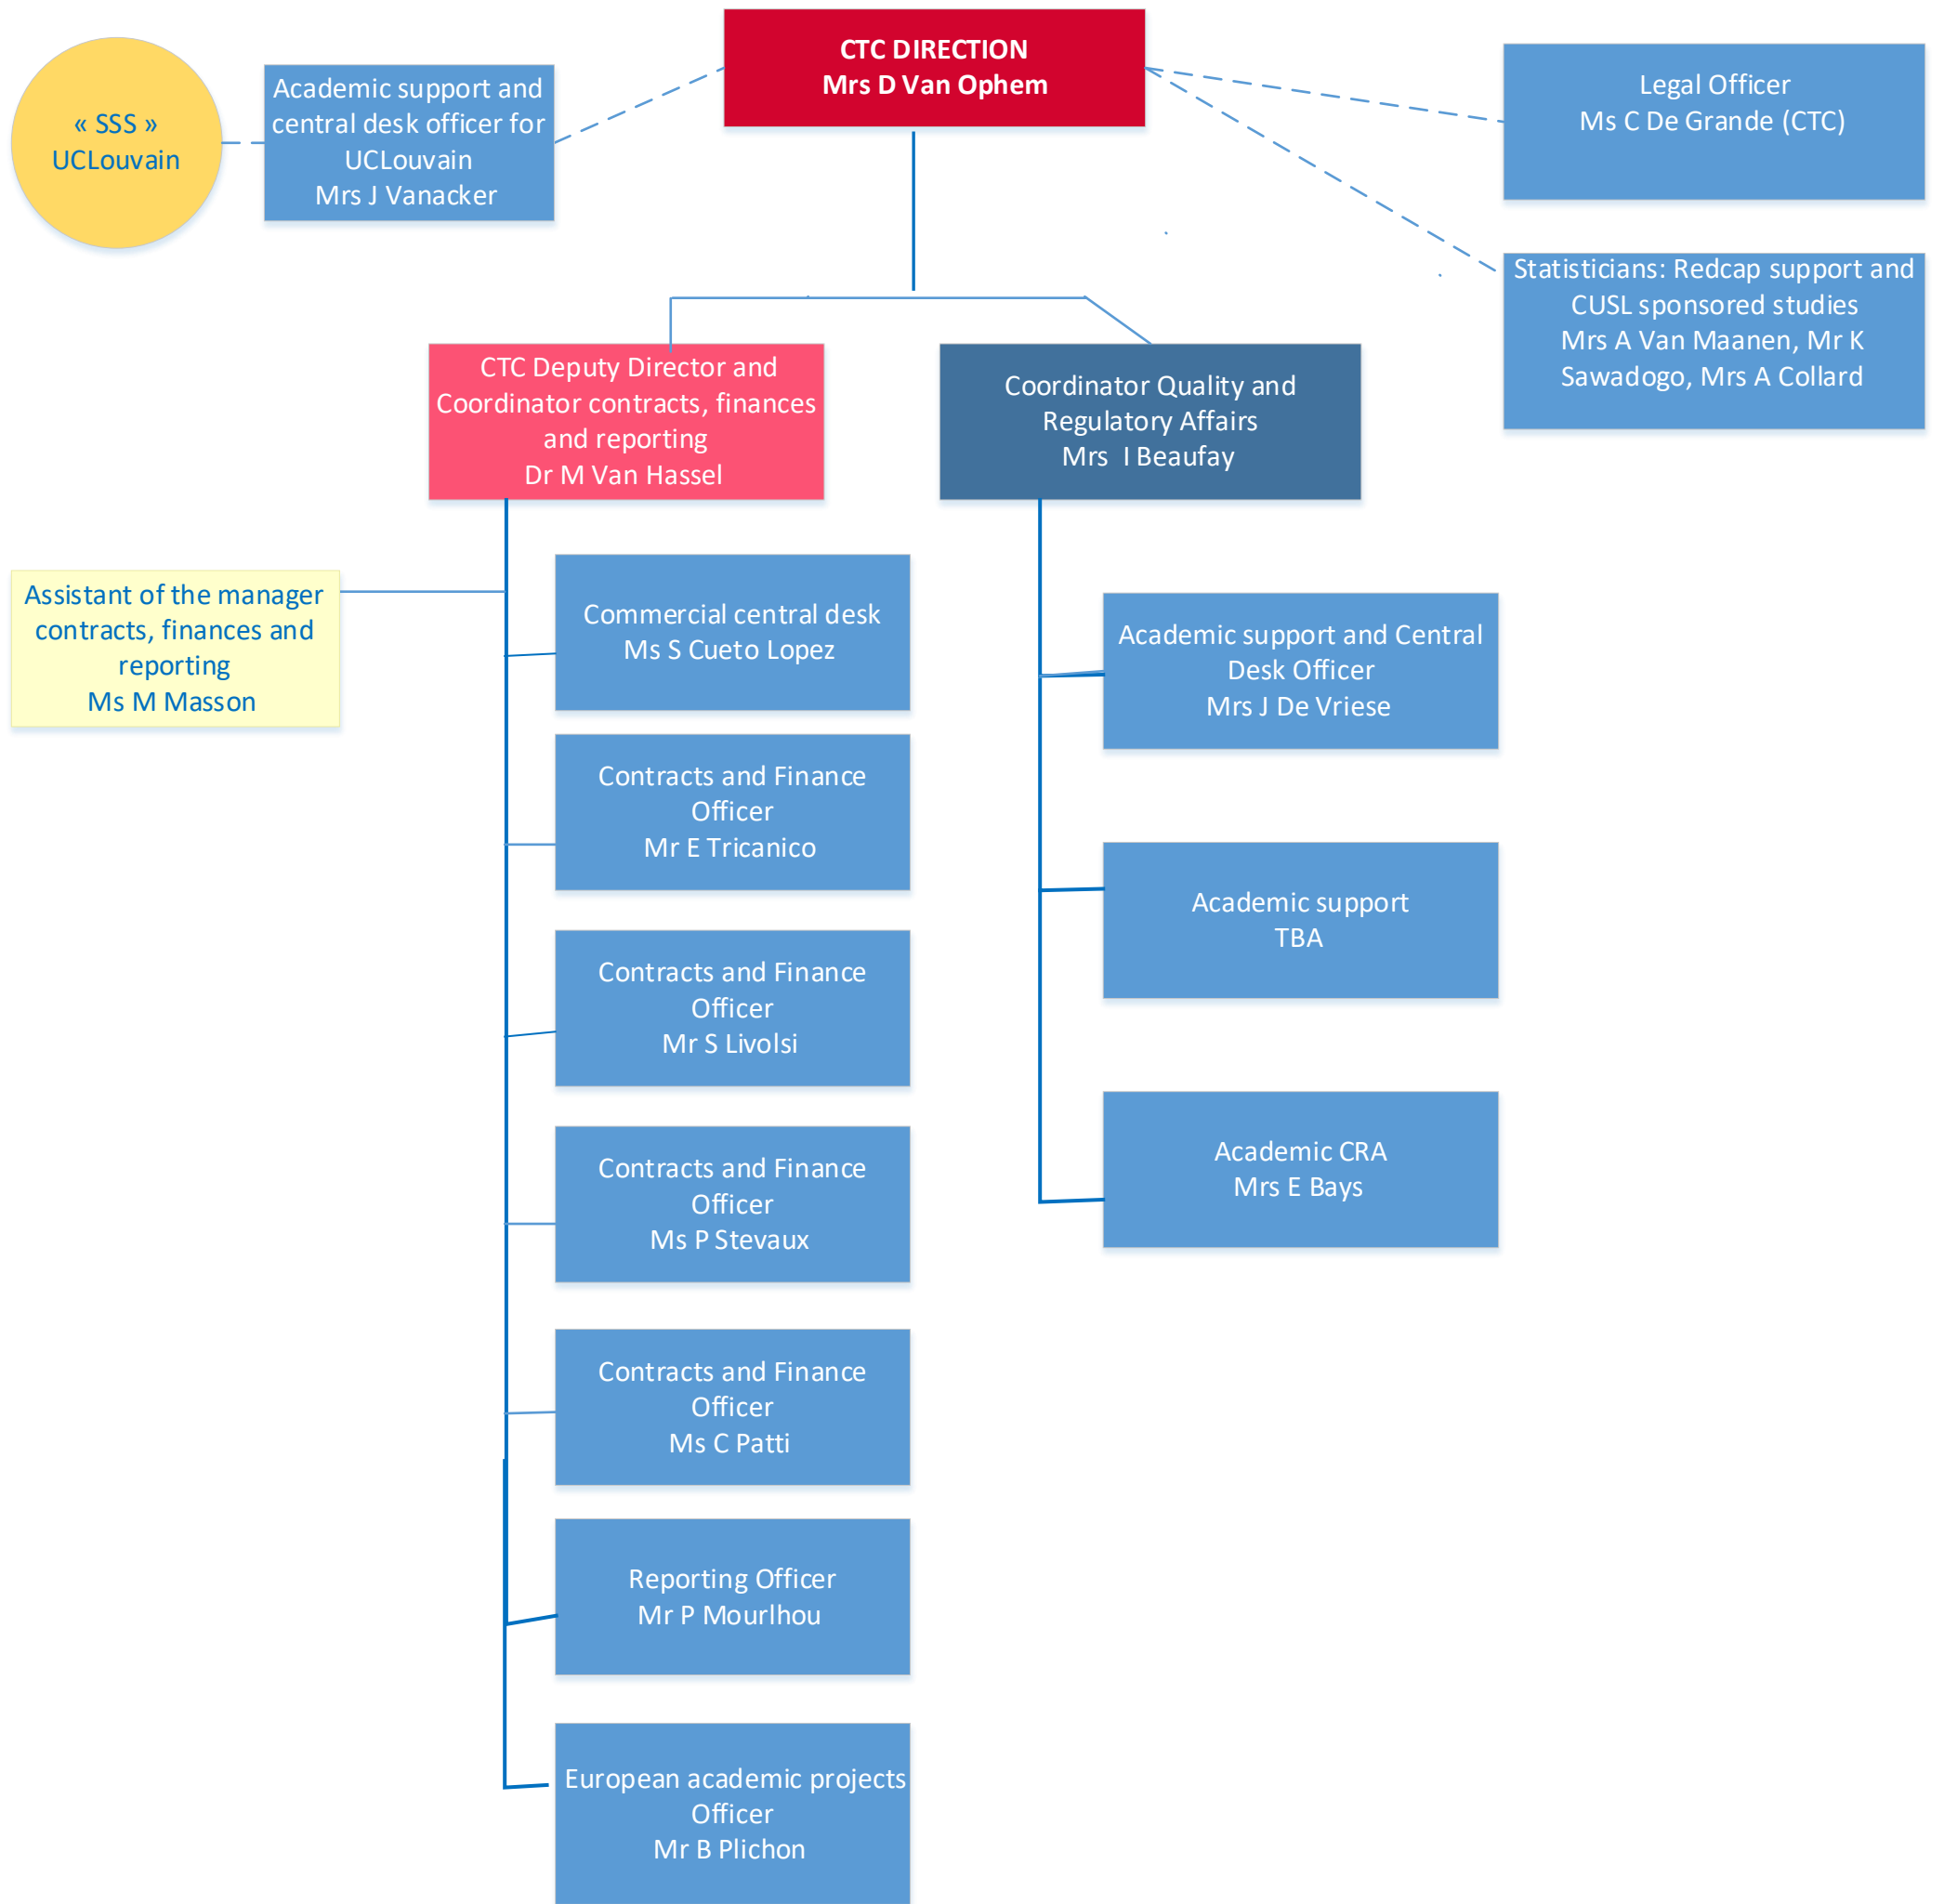 CTC DIRECTION
Mrs D Van Ophem
« SSS »
UCLouvain
Academic support and
central desk officer for
UCLouvain
Mrs J Vanacker
Legal Officer
Ms C De Grande (CTC)
Statisticians: Redcap support and
CUSL sponsored studies
Mrs A Van Maanen, Mr K
Sawadogo, Mrs A Collard
CTC Deputy Director and
Coordinator contracts, finances
and reporting
Dr M Van Hassel
Coordinator Quality and
Regulatory Affairs
Mrs I Beaufay
Assistant of the manager
contracts, finances and
reporting
Ms M Masson
Commercial central desk
Ms S Cueto Lopez
Contracts and Finance
Officer
Mr E Tricanico
Contracts and Finance
Officer
Mr S Livolsi
Contracts and Finance
Officer
Ms P Stevaux
Contracts and Finance
Officer
Ms C Patti
Reporting Officer
Mr P Mourlhou
European academic projects
Officer
Mr B Plichon
Academic support and Central
Desk Officer
Mrs J De Vriese
Academic support
TBA
Academic CRA
Mrs E Bays